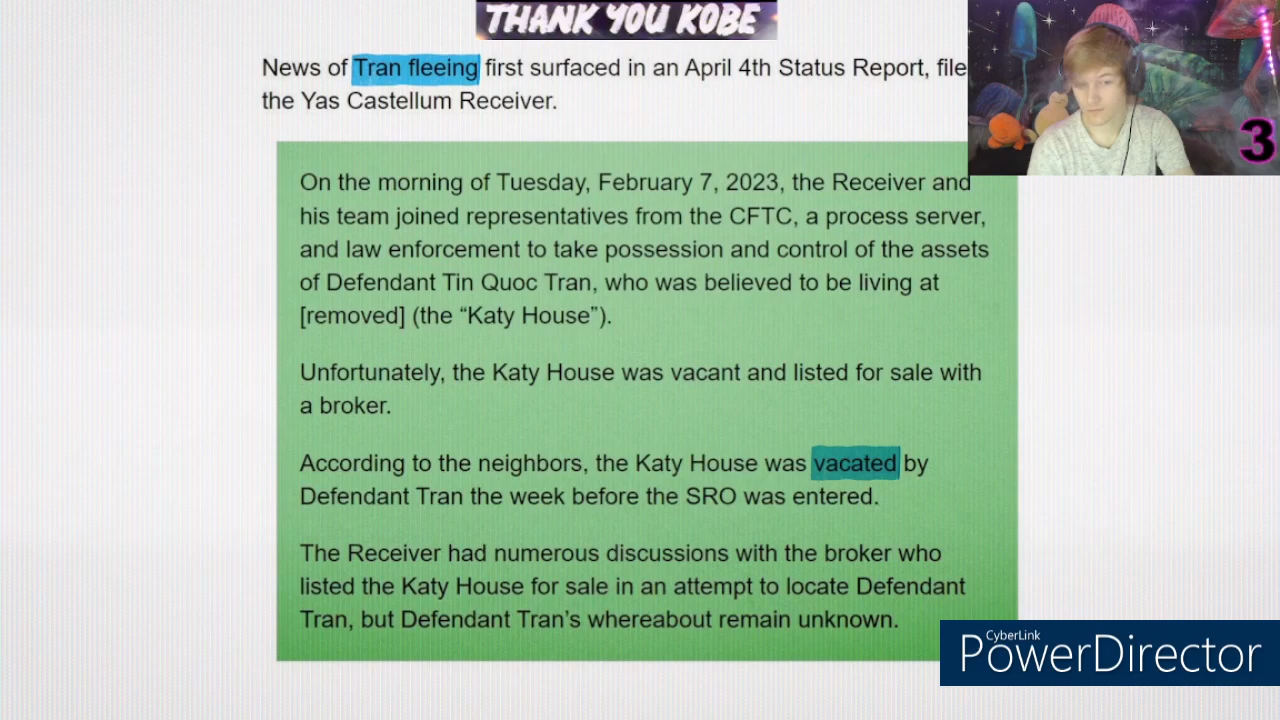 THANK YOU KOBE
News of Tran fleeing first surfaced in an April 4th Status Report, file
the Yas Castellum Receiver.
3
On the morning of Tuesday, February 7, 2023, the Receiver and
his team joined representatives from the CFTC, a process server,
and law enforcement to take possession and control of the assets
of Defendant Tin Quoc Tran, who was believed to be living at
[removed] (the “Katy House”).
Unfortunately, the Katy House was vacant and listed for sale with
a broker.
According to the neighbors, the Katy House was vacated by
Defendant Tran the week before the SRO was entered.
The Receiver had numerous discussions with the broker who
listed the Katy House for sale in an attempt to locate Defendant
Tran, but Defendant Tran’s whereabout remain unknown.
CyberLink
PowerDirector